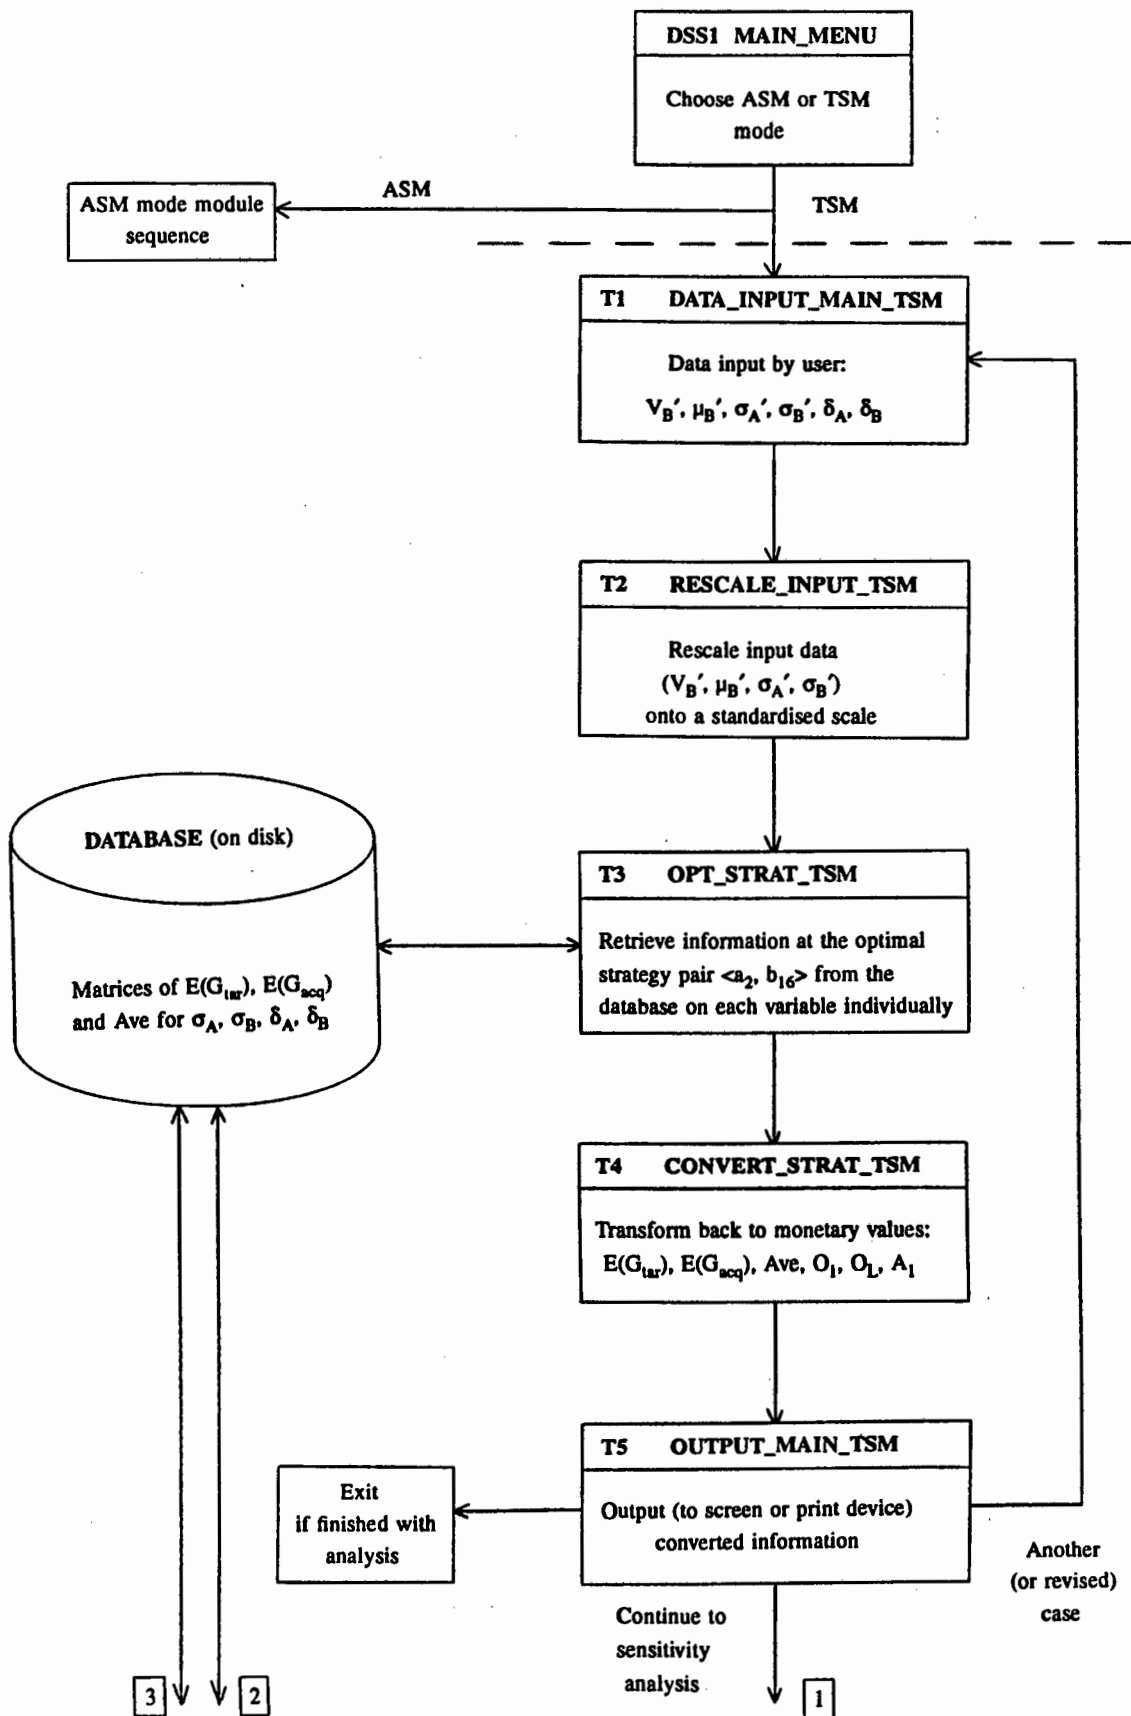 DSS1 MAIN_MENU
Choose ASM or TSM
mode
ASM
TSM
ASM mode module
sequence
T1 DATA_INPUT_MAIN_TSM
Data input by user:
V_B′, μ_B′, σ_A′, σ_B′, δ_A, δ_B
T2 RESCALE_INPUT_TSM
Rescale input data
(V_B′, μ_B′, σ_A′, σ_B′)
onto a standardised scale
DATABASE (on disk)
Matrices of E(G_tar), E(G_acq)
and Ave for σ_A, σ_B, δ_A, δ_B
T3 OPT_STRAT_TSM
Retrieve information at the optimal
strategy pair <a_2, b_16> from the
database on each variable individually
T4 CONVERT_STRAT_TSM
Transform back to monetary values:
E(G_tar), E(G_acq), Ave, O_1, O_L, A_1
T5 OUTPUT_MAIN_TSM
Output (to screen or print device)
converted information
Exit
if finished with
analysis
Another
(or revised)
case
Continue to
sensitivity
analysis
3
2
1